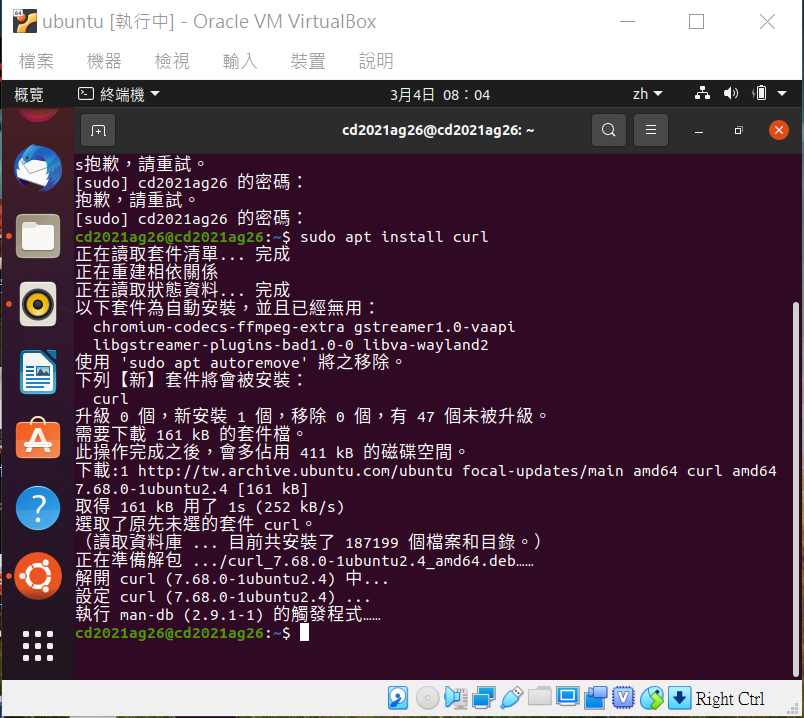 ubuntu [執行中] - Oracle VM VirtualBox
檔案 機器 檢視 輸入 裝置 說明
概覽 終端機 3月4日 08：04 zh
cd2021ag26@cd2021ag26: ~
s抱歉，請重試。
[sudo] cd2021ag26 的密碼：
抱歉，請重試。
[sudo] cd2021ag26 的密碼：
cd2021ag26@cd2021ag26:~$ sudo apt install curl
正在讀取套件清單... 完成
正在重建相依關係
正在讀取狀態資料... 完成
以下套件為自動安裝，並且已經無用：
  chromium-codecs-ffmpeg-extra gstreamer1.0-vaapi
  libgstreamer-plugins-bad1.0-0 libva-wayland2
使用 'sudo apt autoremove' 將之移除。
下列【新】套件將會被安裝：
  curl
升級 0 個，新安裝 1 個，移除 0 個，有 47 個未被升級。
需要下載 161 kB 的套件檔。
此操作完成之後，會多佔用 411 kB 的磁碟空間。
下載:1 http://tw.archive.ubuntu.com/ubuntu focal-updates/main amd64 curl amd64
7.68.0-1ubuntu2.4 [161 kB]
取得 161 kB 用了 1s (252 kB/s)
選取了原先未選的套件 curl。
（讀取資料庫 ... 目前共安裝了 187199 個檔案和目錄。）
正在準備解包 .../curl_7.68.0-1ubuntu2.4_amd64.deb……
解開 curl (7.68.0-1ubuntu2.4) 中...
設定 curl (7.68.0-1ubuntu2.4) ...
執行 man-db (2.9.1-1) 的觸發程式……
cd2021ag26@cd2021ag26:~$
Right Ctrl